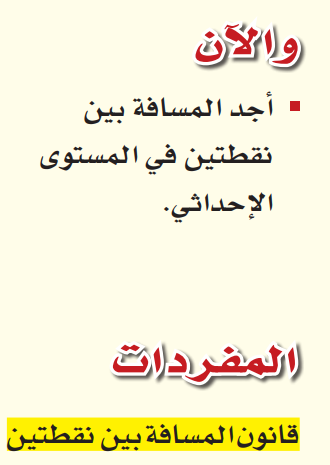 والآن
▪ أجد المسافة بين
نقطتين في المستوى
الإحداثي.
المفردات
قانون المسافة بين نقطتين